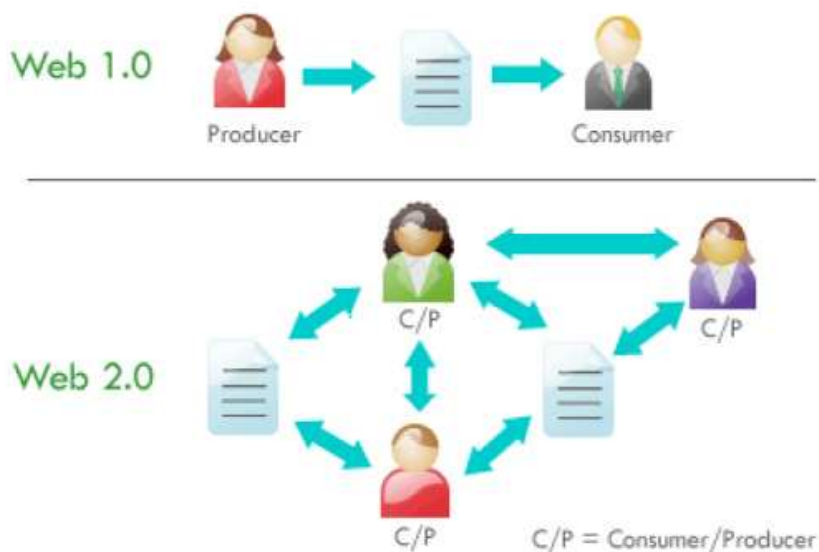 Web 1.0
Producer
Consumer
C/P
C/P
Web 2.0
C/P
C/P = Consumer/Producer